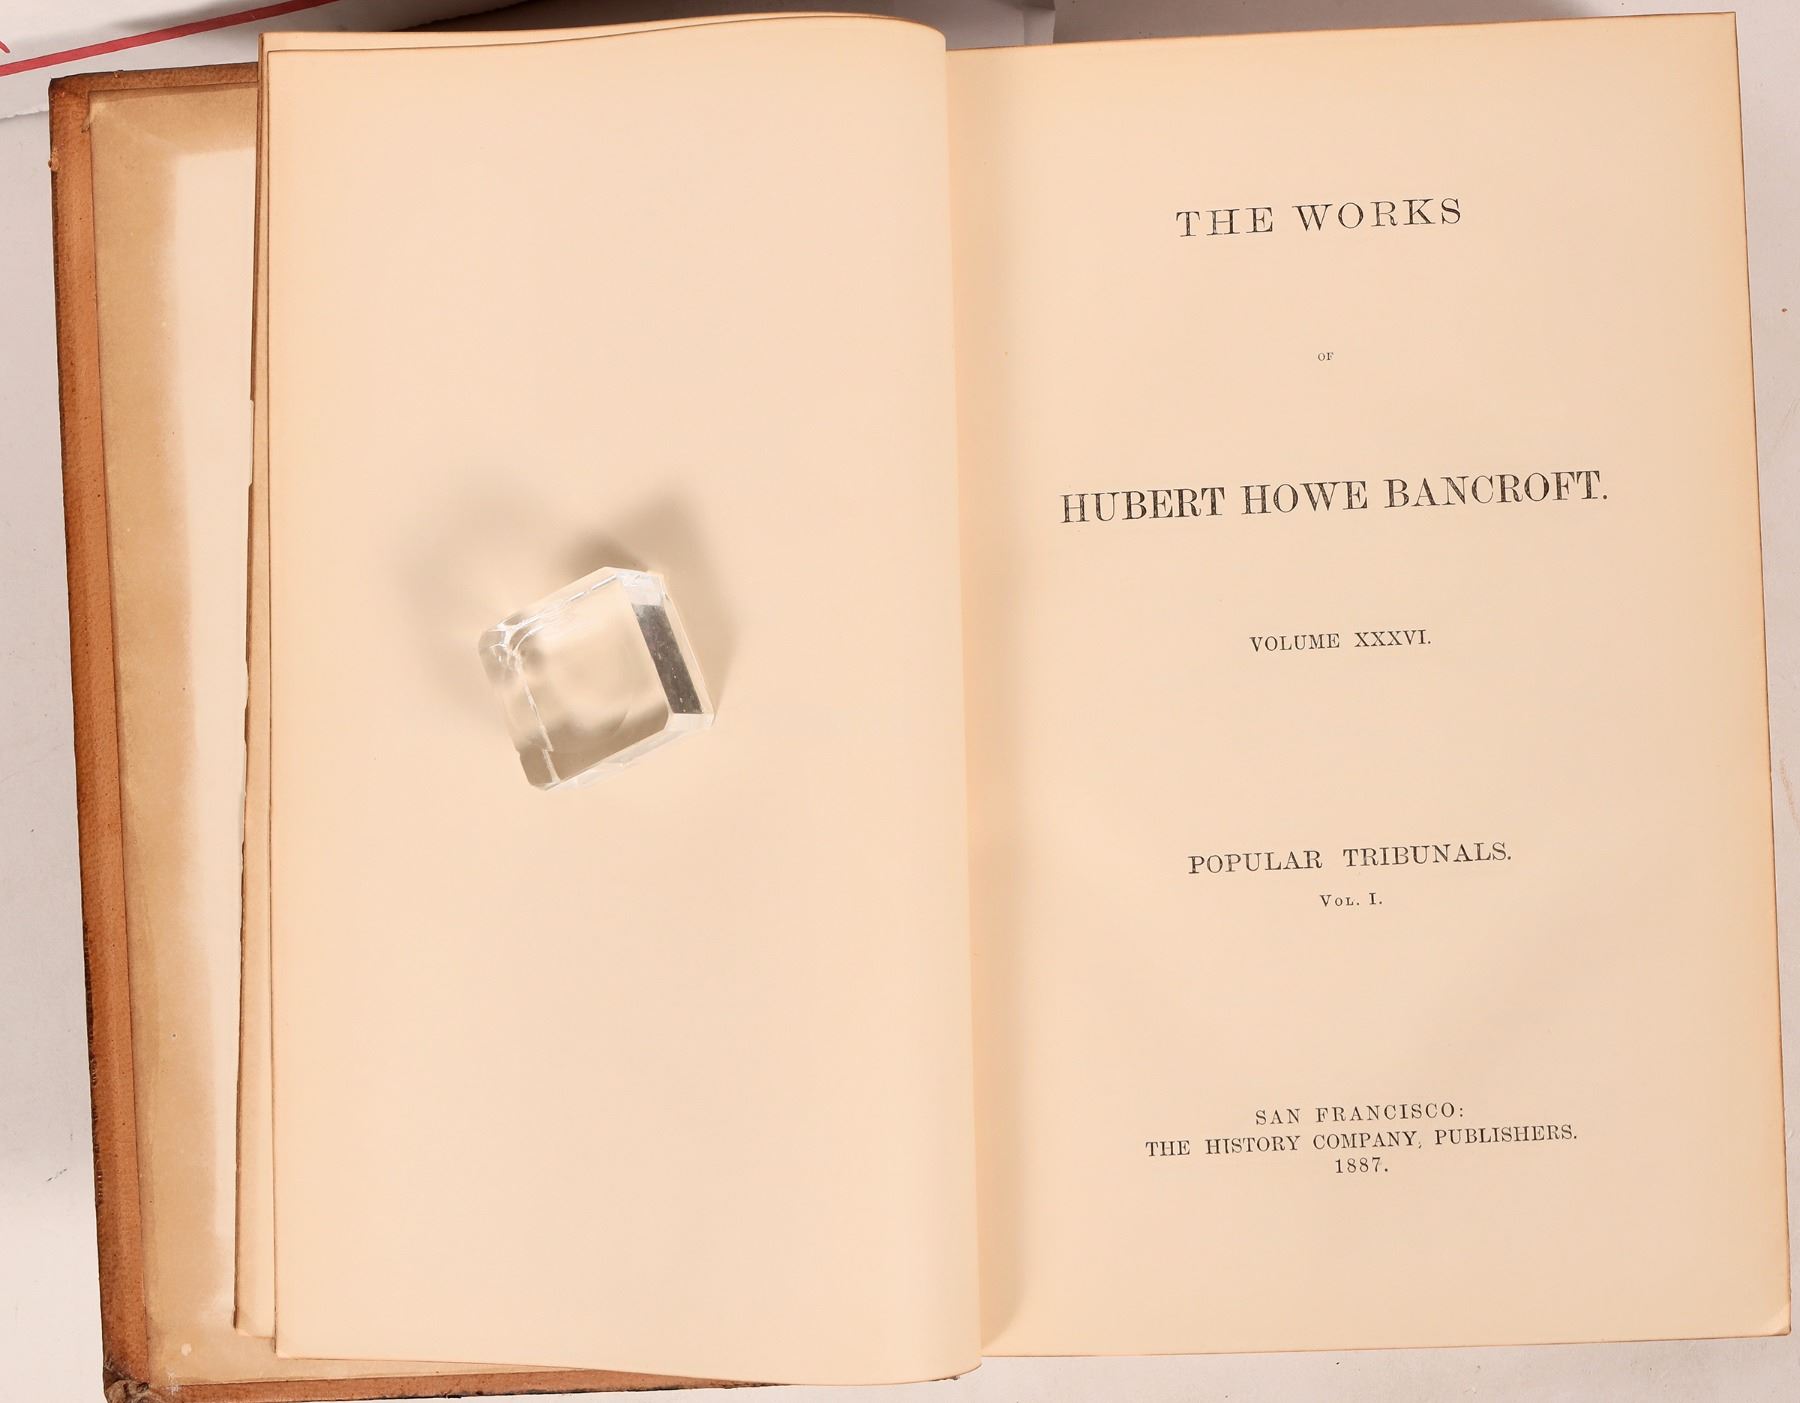 THE WORKS
OF
HUBERT HOWE BANCROFT.
VOLUME XXXVI.
POPULAR TRIBUNALS.
VOL. I.
SAN FRANCISCO:
THE HISTORY COMPANY, PUBLISHERS.
1887.